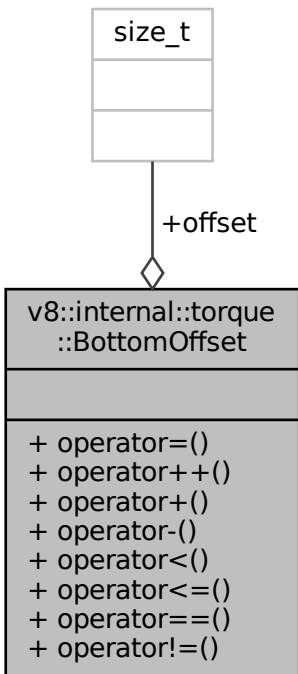 size_t
+offset
v8::internal::torque
::BottomOffset
+ operator=()
+ operator++()
+ operator+()
+ operator-()
+ operator<()
+ operator<=()
+ operator==()
+ operator!=()